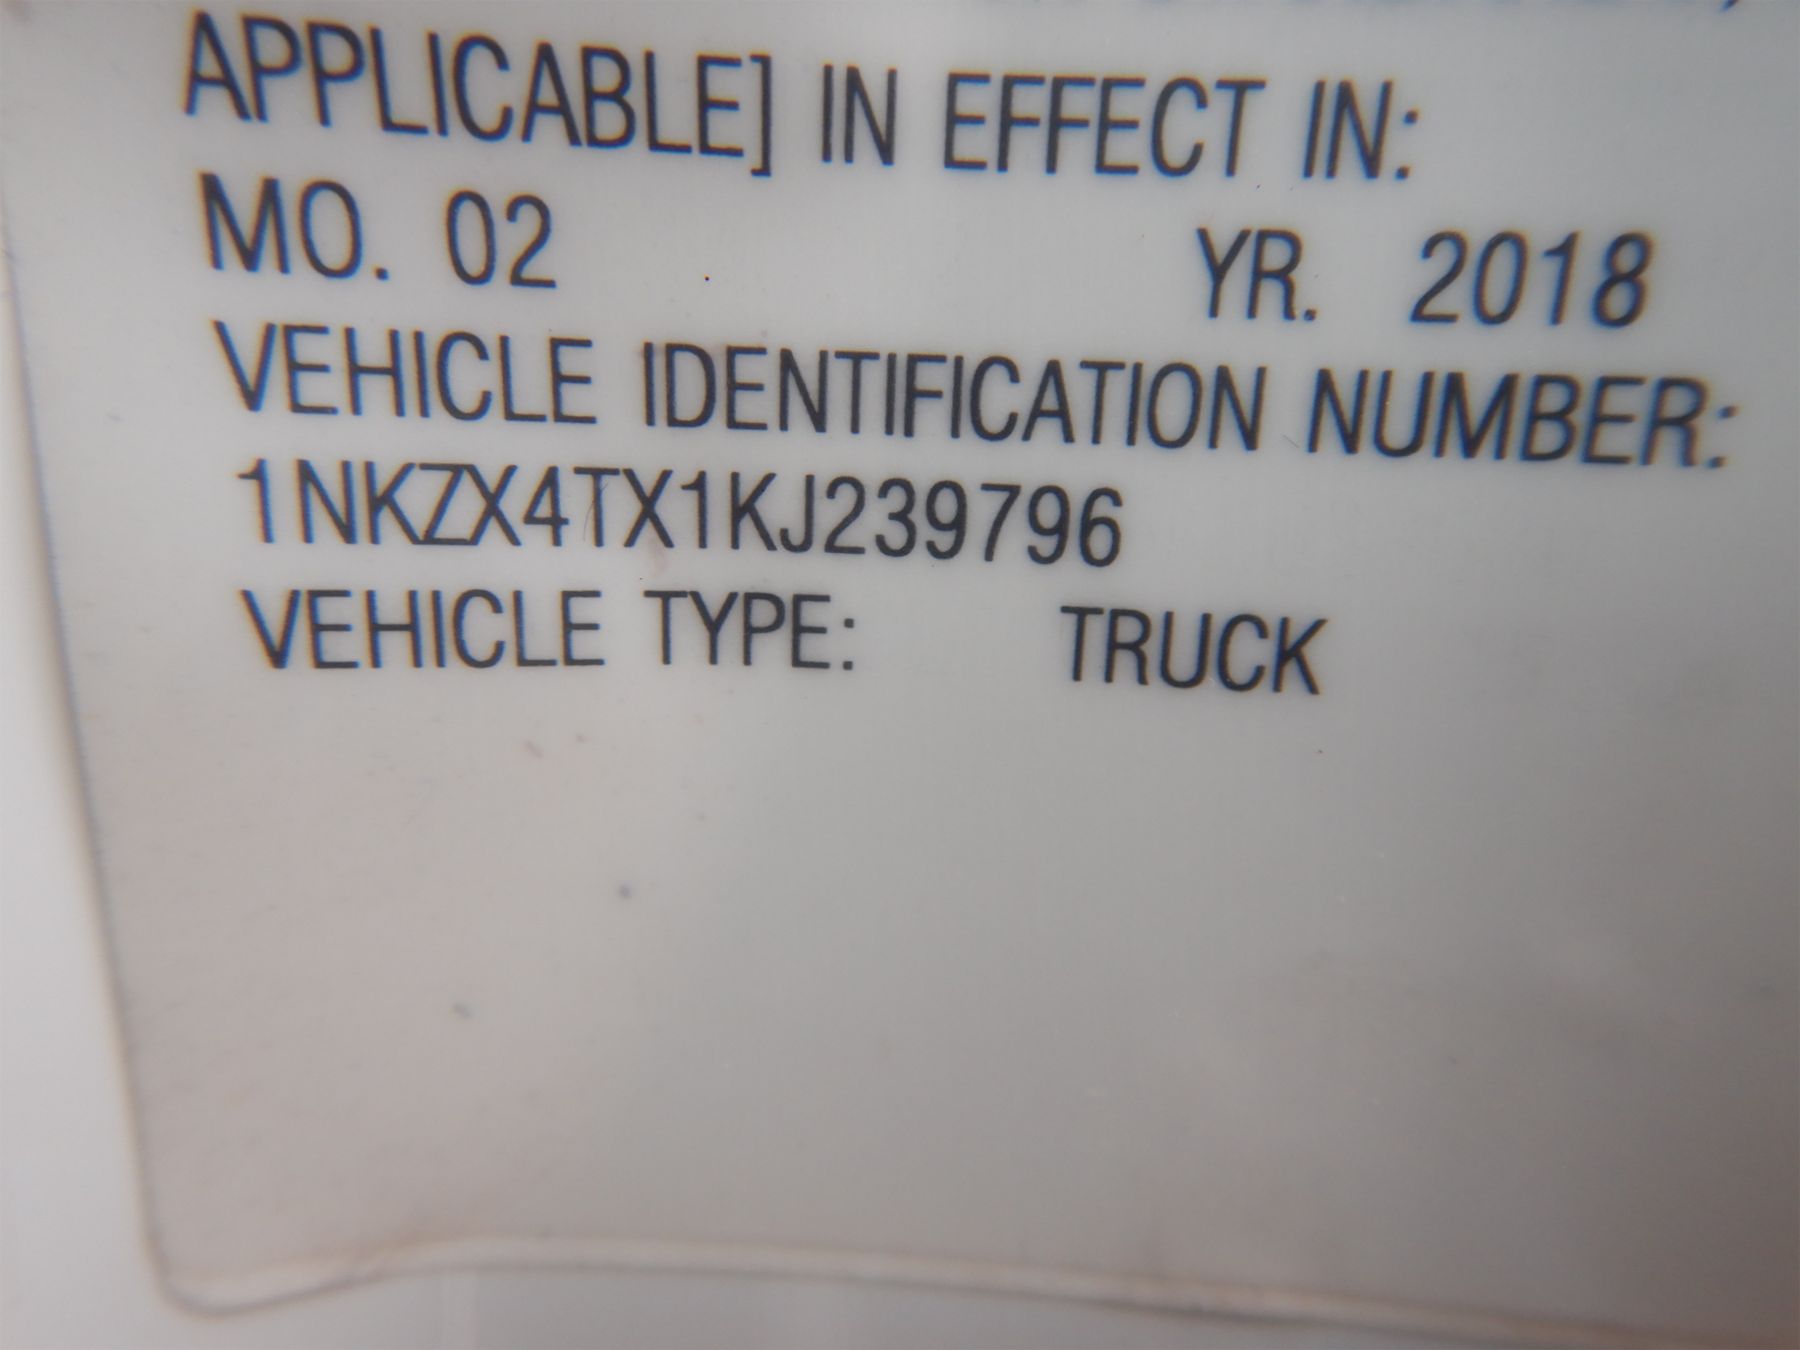 APPLICABLE] IN EFFECT IN:
MO. 02 YR. 2018
VEHICLE IDENTIFICATION NUMBER:
1NKZX4TX1KJ239796
VEHICLE TYPE: TRUCK